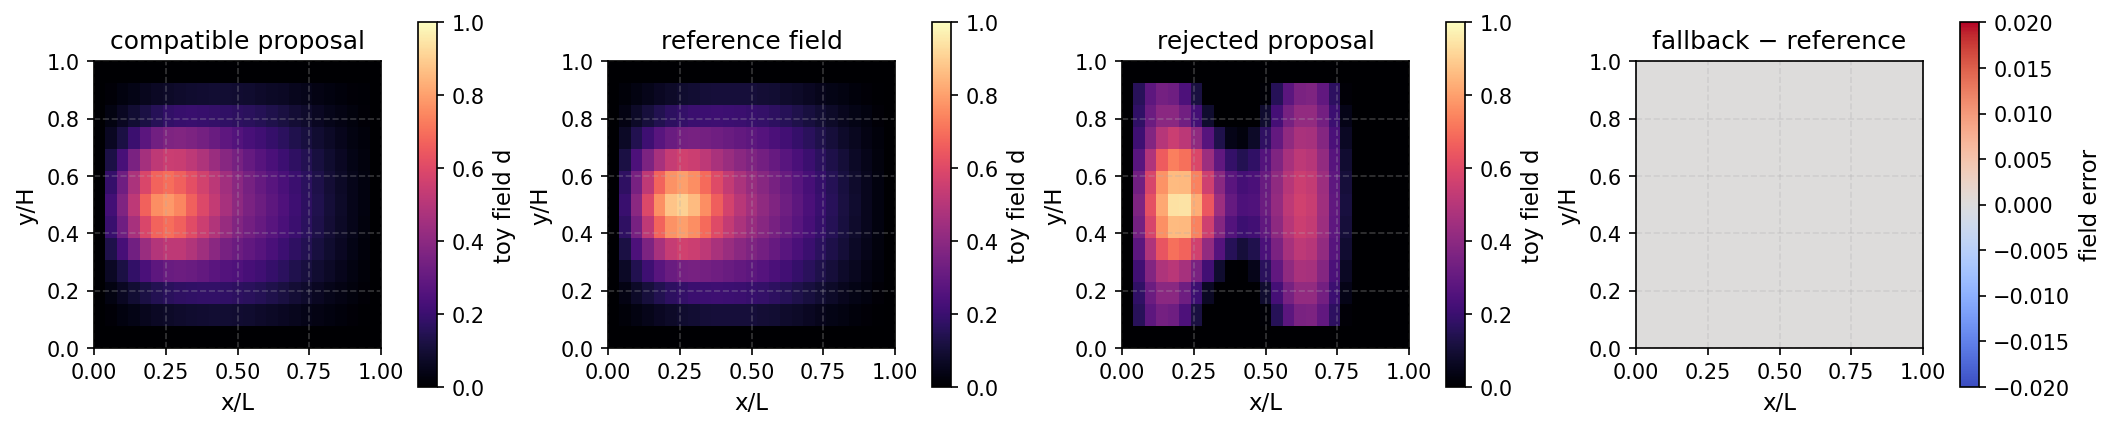 compatible proposal
1.0
0.8
0.6
0.4
0.2
0.0
y/H
0.00 0.25 0.50 0.75 1.00
x/L
1.0
0.8
0.6
0.4
0.2
0.0
toy field d
reference field
1.0
0.8
0.6
0.4
0.2
0.0
y/H
0.00 0.25 0.50 0.75 1.00
x/L
1.0
0.8
0.6
0.4
0.2
0.0
toy field d
rejected proposal
1.0
0.8
0.6
0.4
0.2
0.0
y/H
0.00 0.25 0.50 0.75 1.00
x/L
1.0
0.8
0.6
0.4
0.2
0.0
toy field d
fallback − reference
1.0
0.8
0.6
0.4
0.2
0.0
y/H
0.00 0.25 0.50 0.75 1.00
x/L
0.020
0.015
0.010
0.005
0.000
−0.005
−0.010
−0.015
−0.020
field error